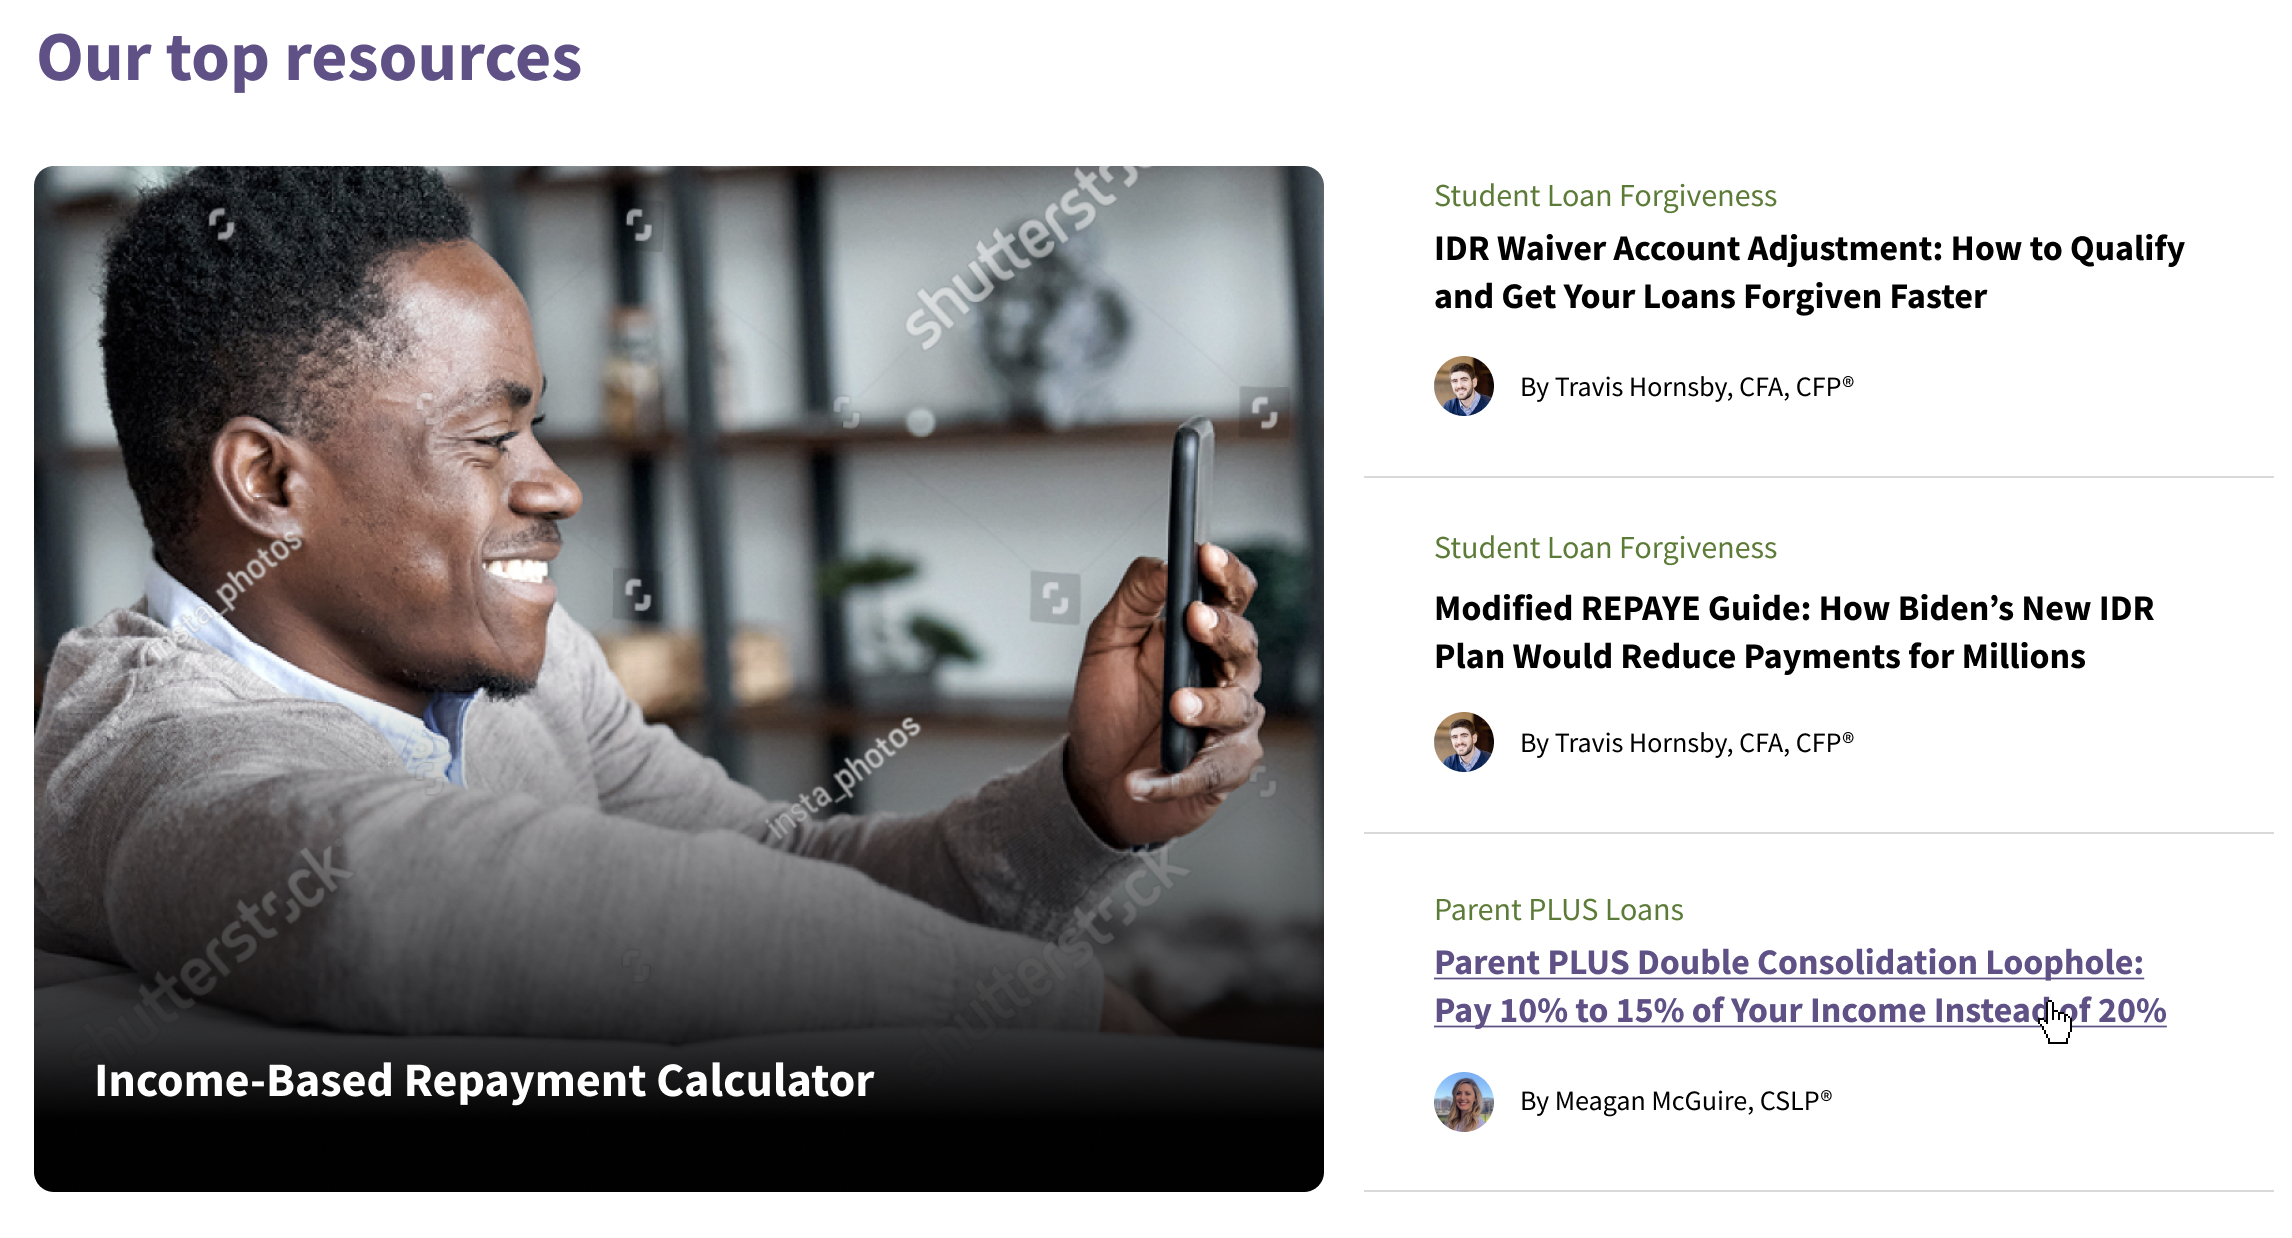 Our top resources
shutterstock
insta_photos
insta_photos
shutterstock
shutterstock
Income-Based Repayment Calculator
Student Loan Forgiveness
IDR Waiver Account Adjustment: How to Qualify
and Get Your Loans Forgiven Faster
By Travis Hornsby, CFA, CFP®
Student Loan Forgiveness
Modified REPAYE Guide: How Biden’s New IDR
Plan Would Reduce Payments for Millions
By Travis Hornsby, CFA, CFP®
Parent PLUS Loans
Parent PLUS Double Consolidation Loophole:
Pay 10% to 15% of Your Income Instead of 20%
By Meagan McGuire, CSLP®